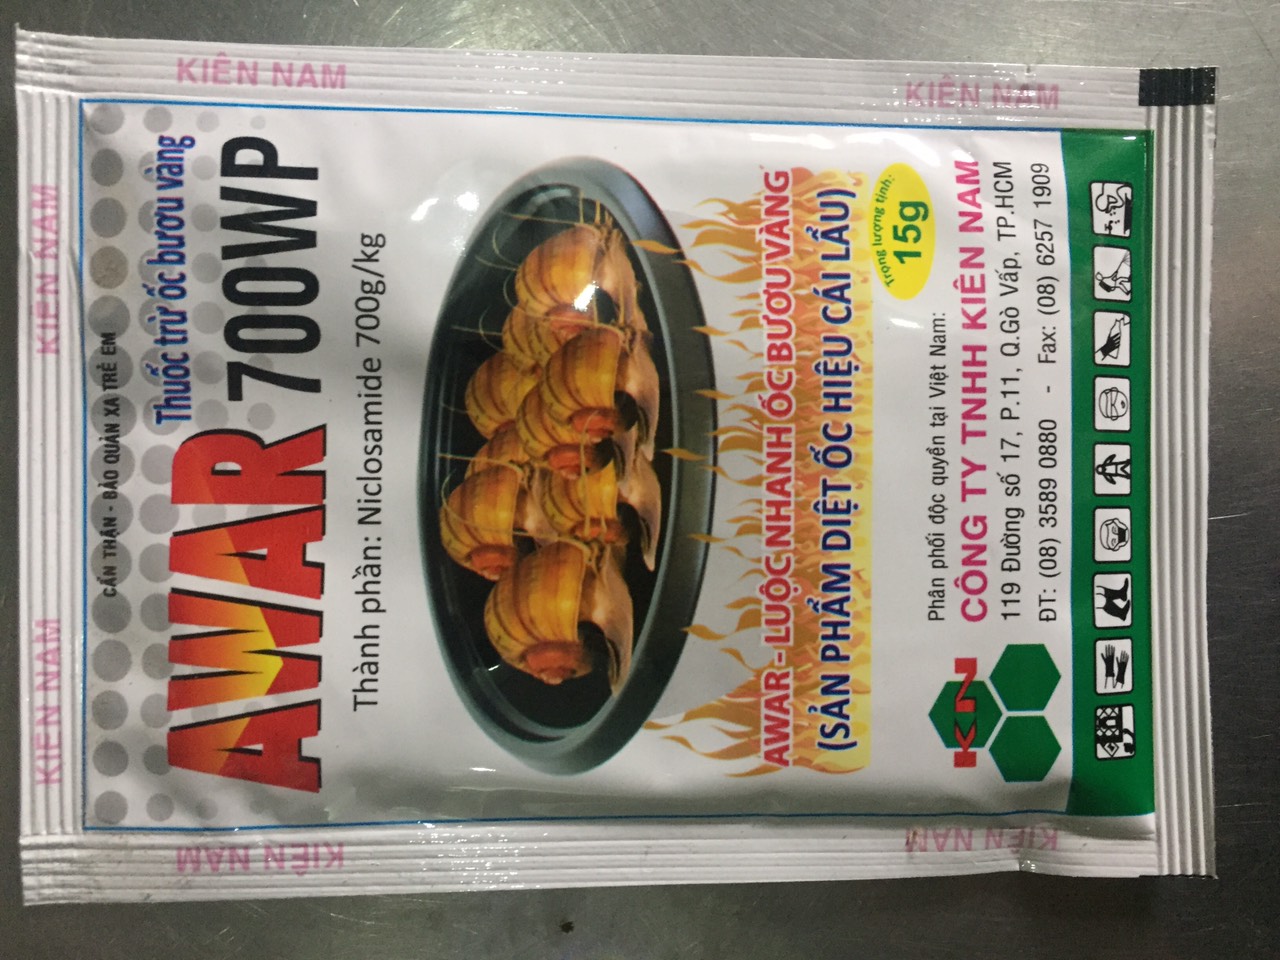 KIÊN NAM
KIÊN NAM
CẨN THẬN - BẢO QUẢN XA TRẺ EM
Thuốc trừ ốc bươu vàng
AWAR 700WP
Thành phần: Niclosamide 700g/kg
AWAR - LUỘC NHANH ỐC BƯƠU VÀNG
(SẢN PHẨM DIỆT ỐC HIỆU CÁI LẨU)
Trọng lượng tịnh:
15g
Phân phối độc quyền tại Việt Nam:
CÔNG TY TNHH KIÊN NAM
119 Đường số 17, P.11, Q.Gò Vấp, TP.HCM
ĐT: (08) 3589 0880 - Fax: (08) 6257 1909
KN
KIÊN NAM
KIÊN NAM
KIÊN NAM
KIÊN NAM